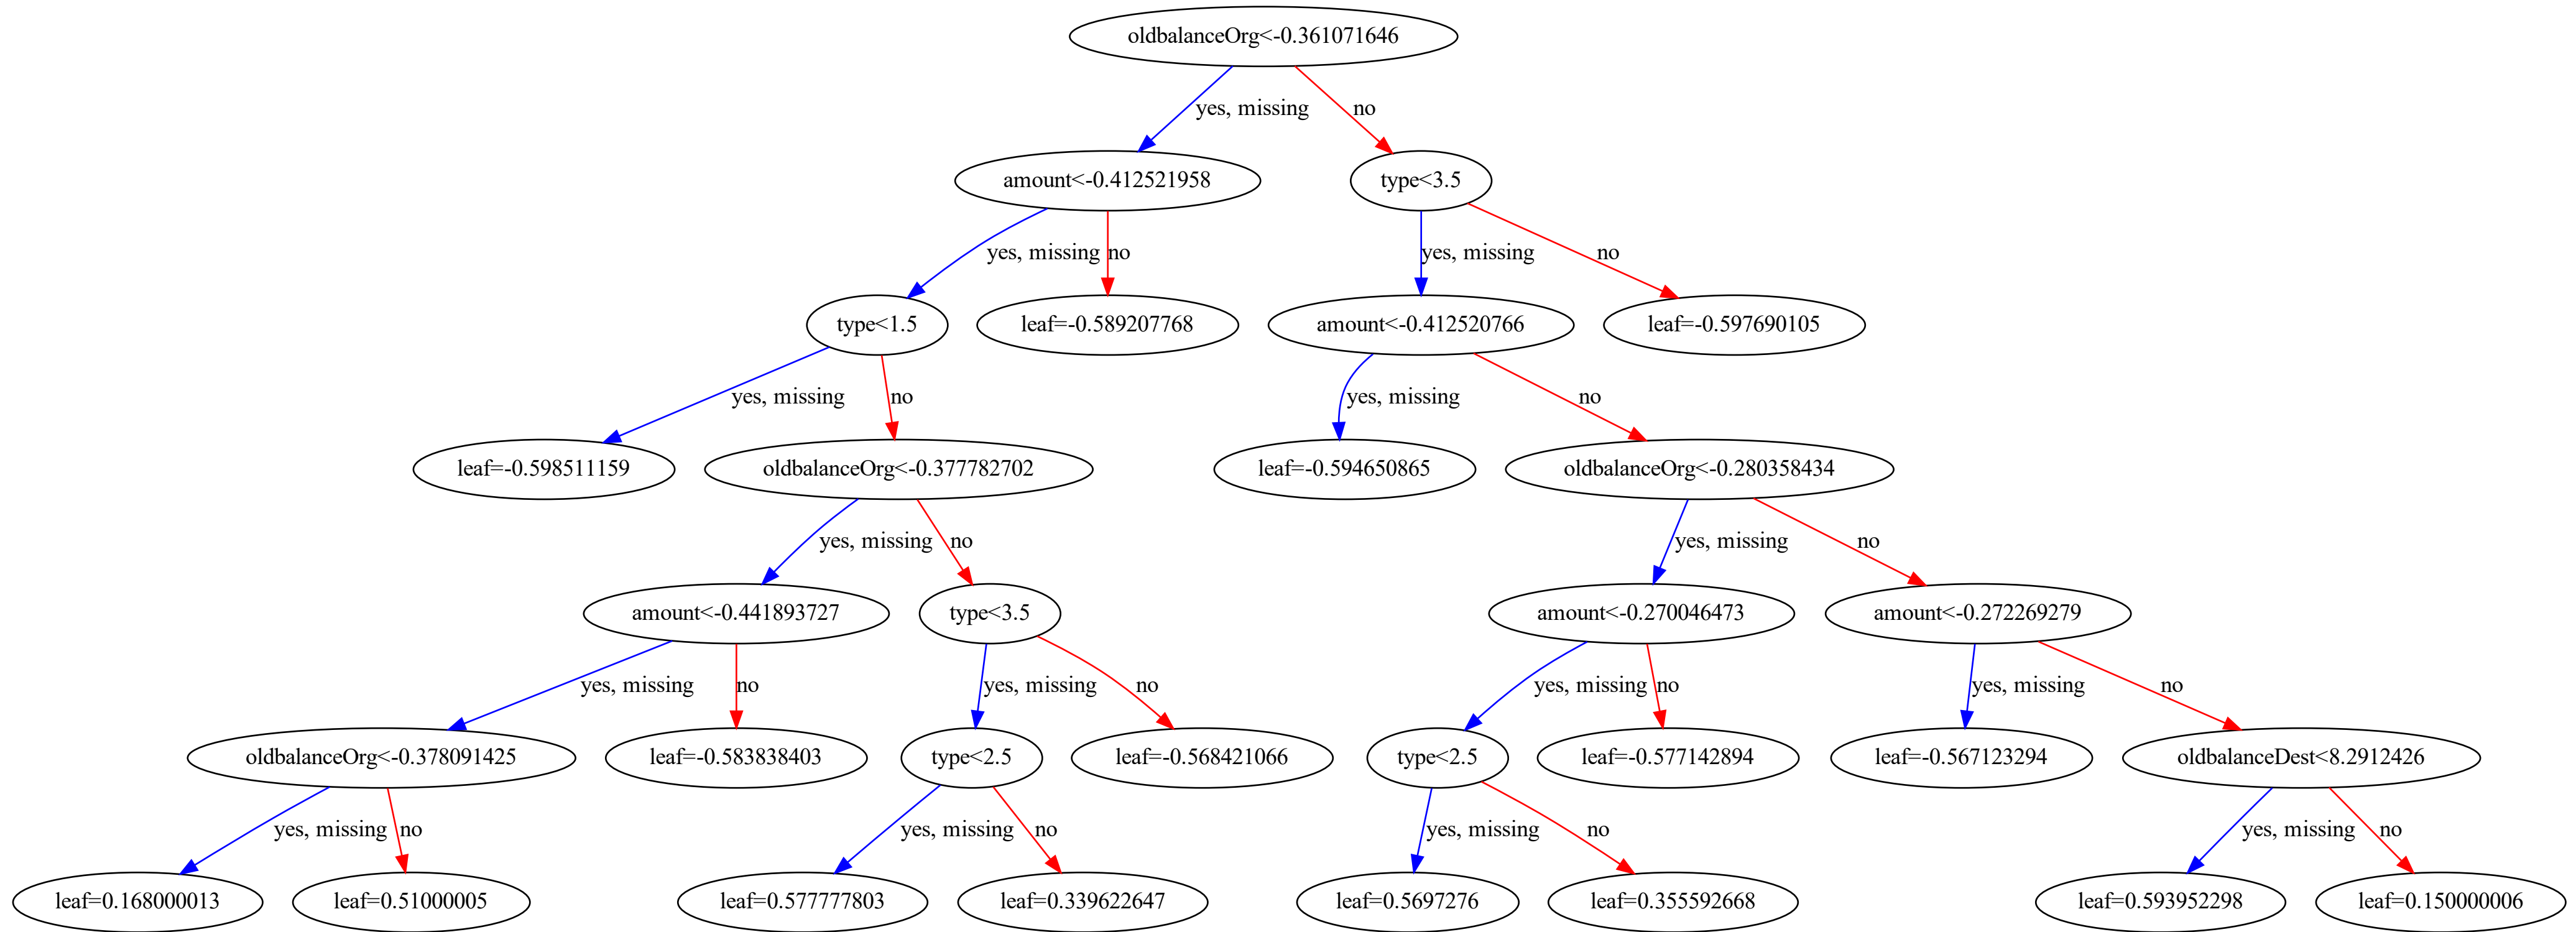 oldbalanceOrg<-0.361071646
yes, missing
no
amount<-0.412521958
type<3.5
yes, missing
no
yes, missing
no
type<1.5
leaf=-0.589207768
amount<-0.412520766
leaf=-0.597690105
yes, missing
no
yes, missing
no
leaf=-0.598511159
oldbalanceOrg<-0.377782702
leaf=-0.594650865
oldbalanceOrg<-0.280358434
yes, missing
no
yes, missing
no
amount<-0.441893727
type<3.5
amount<-0.270046473
amount<-0.272269279
yes, missing
no
yes, missing
no
yes, missing
no
yes, missing
no
oldbalanceOrg<-0.378091425
leaf=-0.583838403
type<2.5
leaf=-0.568421066
type<2.5
leaf=-0.577142894
leaf=-0.567123294
oldbalanceDest<8.2912426
yes, missing
no
yes, missing
no
yes, missing
no
yes, missing
no
leaf=0.168000013
leaf=0.51000005
leaf=0.577777803
leaf=0.339622647
leaf=0.5697276
leaf=0.355592668
leaf=0.593952298
leaf=0.150000006